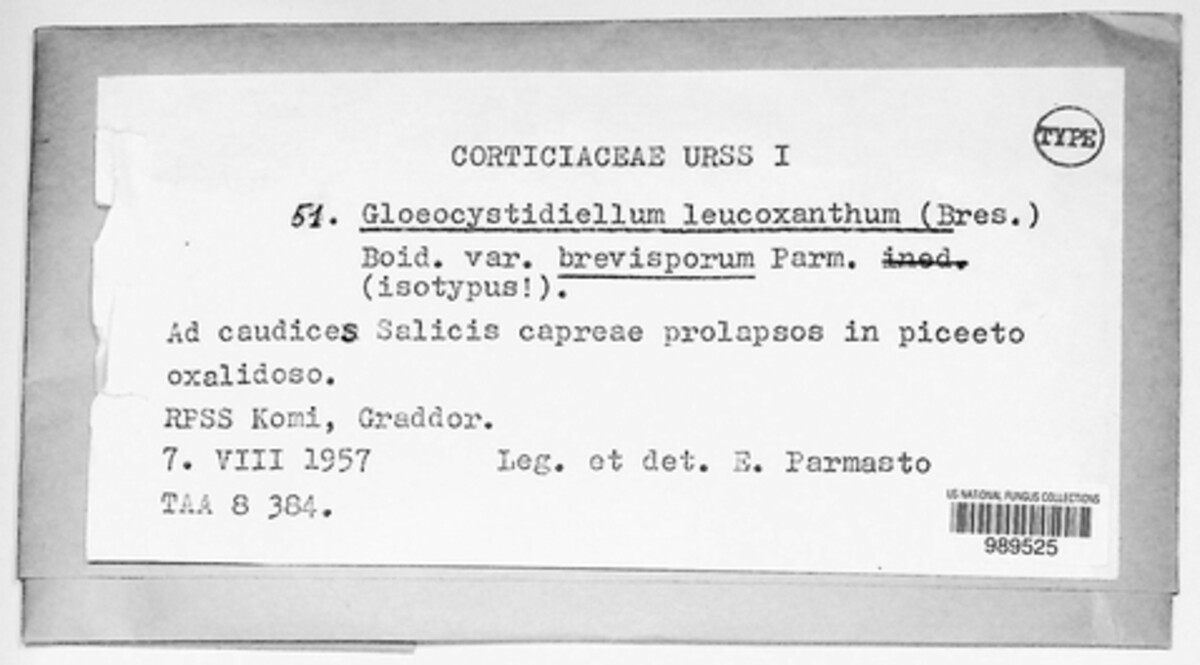 TYPE
CORTICIACEAE URSS I
51. Gloeocystidiellum leucoxanthum (Bres.)
Boid. var. brevisporum Parm. ined.
(isotypus!).
Ad caudices Salicis capreae prolapsos in piceeto
oxalidoso.
RPSS Komi, Graddor.
7. VIII 1957 Leg. et det. E. Parmasto
TAA 8 384.
US NATIONAL FUNGUS COLLECTIONS
989525